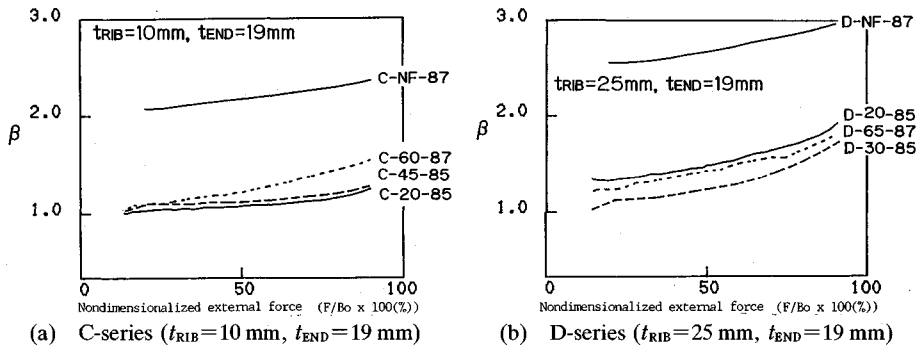 3.0
tRIB=10mm, tEND=19mm
C-NF-87
2.0
β
C-60-87
C-45-85
C-20-85
1.0
0
50
100
Nondimensionalized external force (F/Bo x 100(%))
(a) C-series (tRIB=10 mm, tEND=19 mm)
3.0
D-NF-87
tRIB=25mm, tEND=19mm
2.0
β
D-20-85
D-65-87
D-30-85
1.0
0
50
100
Nondimensionalized external force (F/Bo x 100(%))
(b) D-series (tRIB=25 mm, tEND=19 mm)